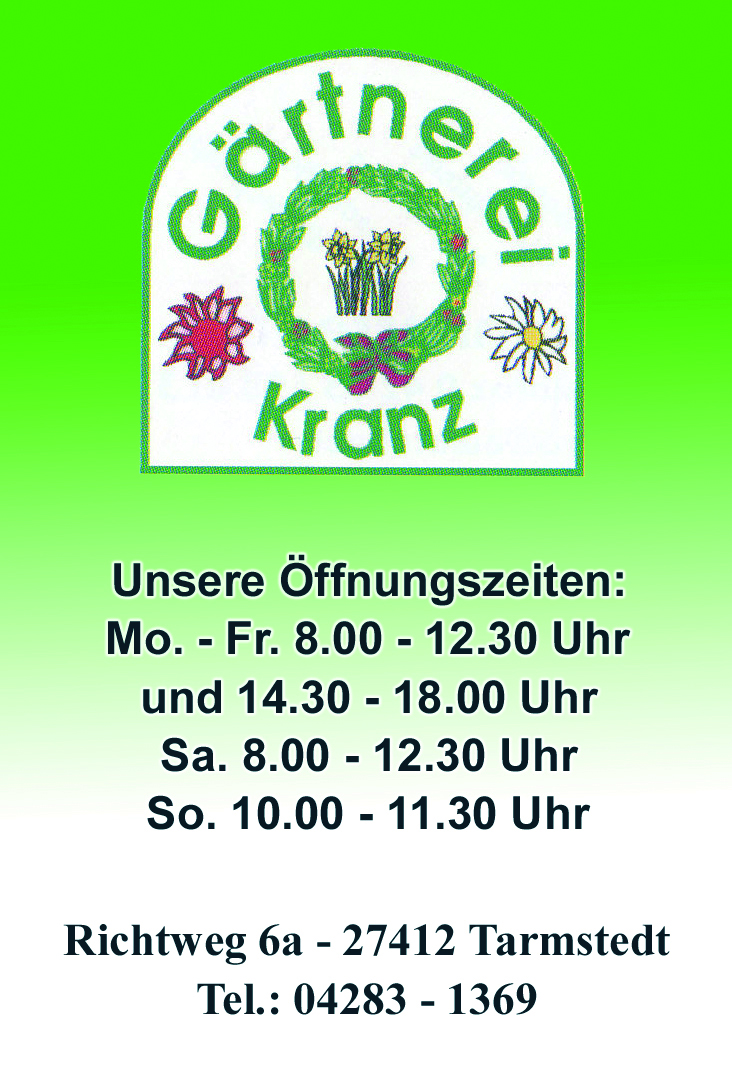 Gärtnerei
Kranz
Unsere Öffnungszeiten:
Mo. - Fr. 8.00 - 12.30 Uhr
und 14.30 - 18.00 Uhr
Sa. 8.00 - 12.30 Uhr
So. 10.00 - 11.30 Uhr
Richtweg 6a - 27412 Tarmstedt
Tel.: 04283 - 1369